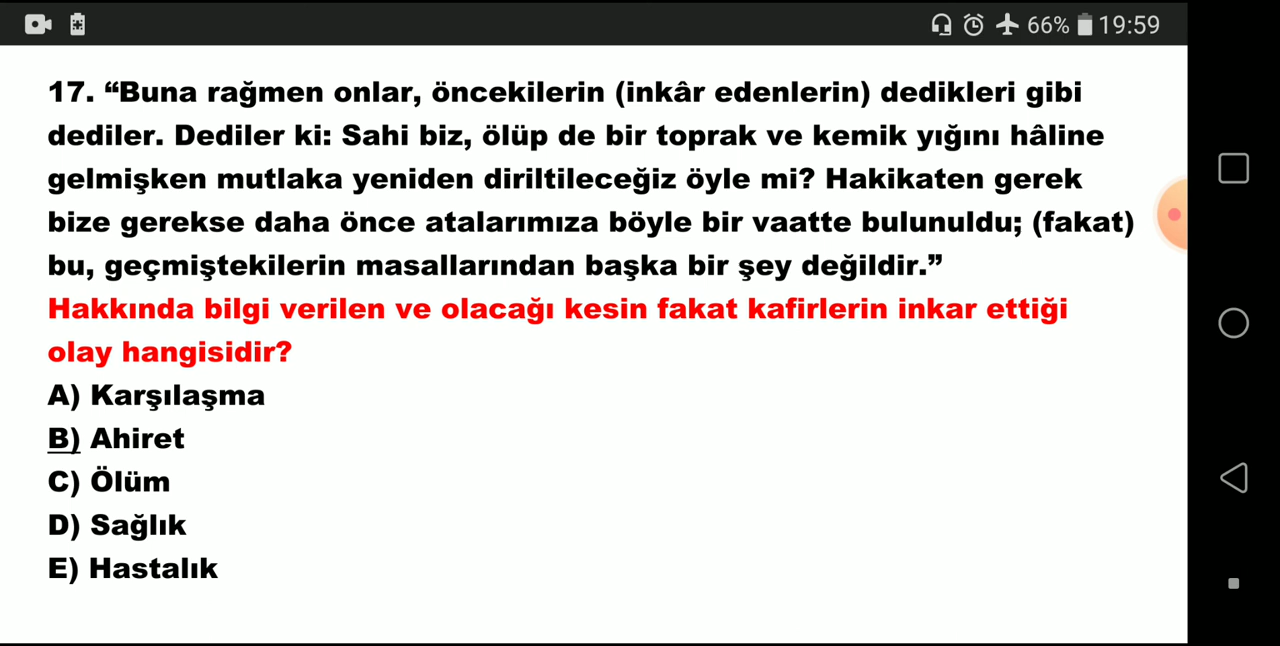 66% 19:59
17. “Buna rağmen onlar, öncekilerin (inkâr edenlerin) dedikleri gibi
dediler. Dediler ki: Sahi biz, ölüp de bir toprak ve kemik yığını hâline
gelmişken mutlaka yeniden diriltileceğiz öyle mi? Hakikaten gerek
bize gerekse daha önce atalarımıza böyle bir vaatte bulunuldu; (fakat)
bu, geçmiştekilerin masallarından başka bir şey değildir.”
Hakkında bilgi verilen ve olacağı kesin fakat kafirlerin inkar ettiği
olay hangisidir?
A) Karşılaşma
B) Ahiret
C) Ölüm
D) Sağlık
E) Hastalık